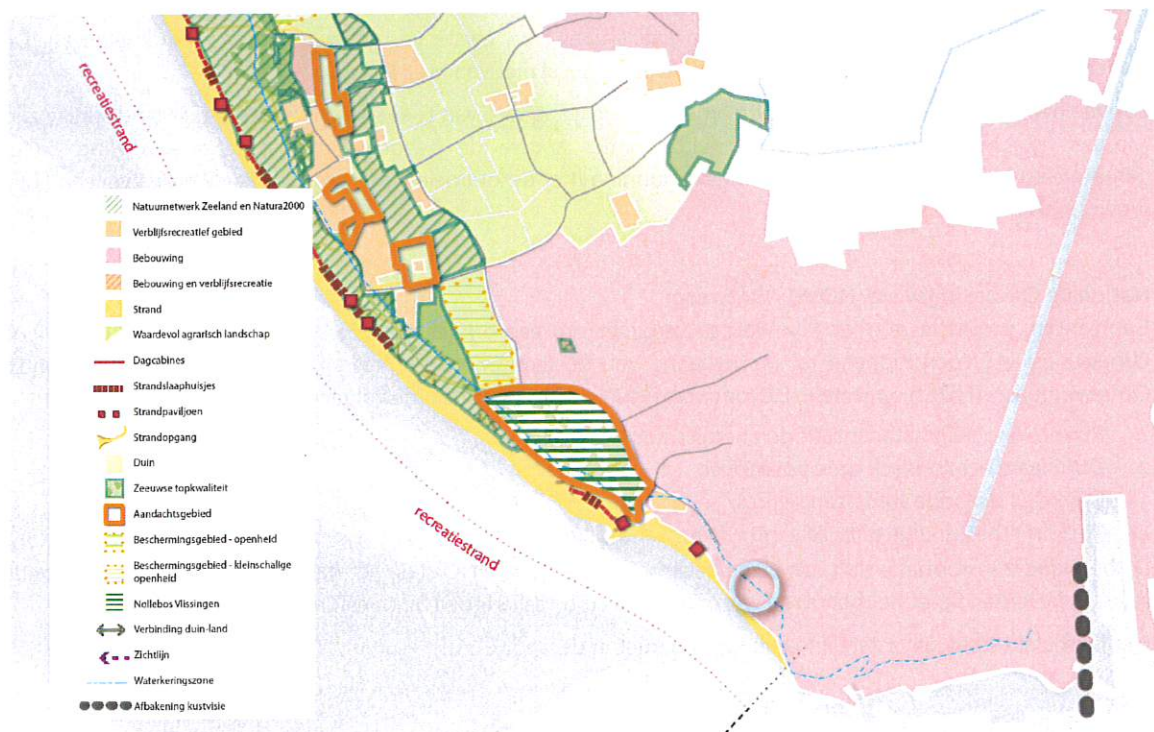 recreatiestrand
Natuurnetwerk Zeeland en Natura2000
Verblijfsrecreatief gebied
Bebouwing
Bebouwing en verblijfsrecreatie
Strand
Waardevol agrarisch landschap
Dagcabines
Strandslaaphuisjes
Strandpaviljoen
Strandopgang
Duin
Zeeuwse topkwaliteit
Aandachtsgebied
Beschermingsgebied - openheid
Beschermingsgebied - kleinschalige
openheid
Nollebos Vlissingen
Verbinding duin-land
Zichtlijn
Waterkeringszone
Afbakening kustvisie
recreatiestrand